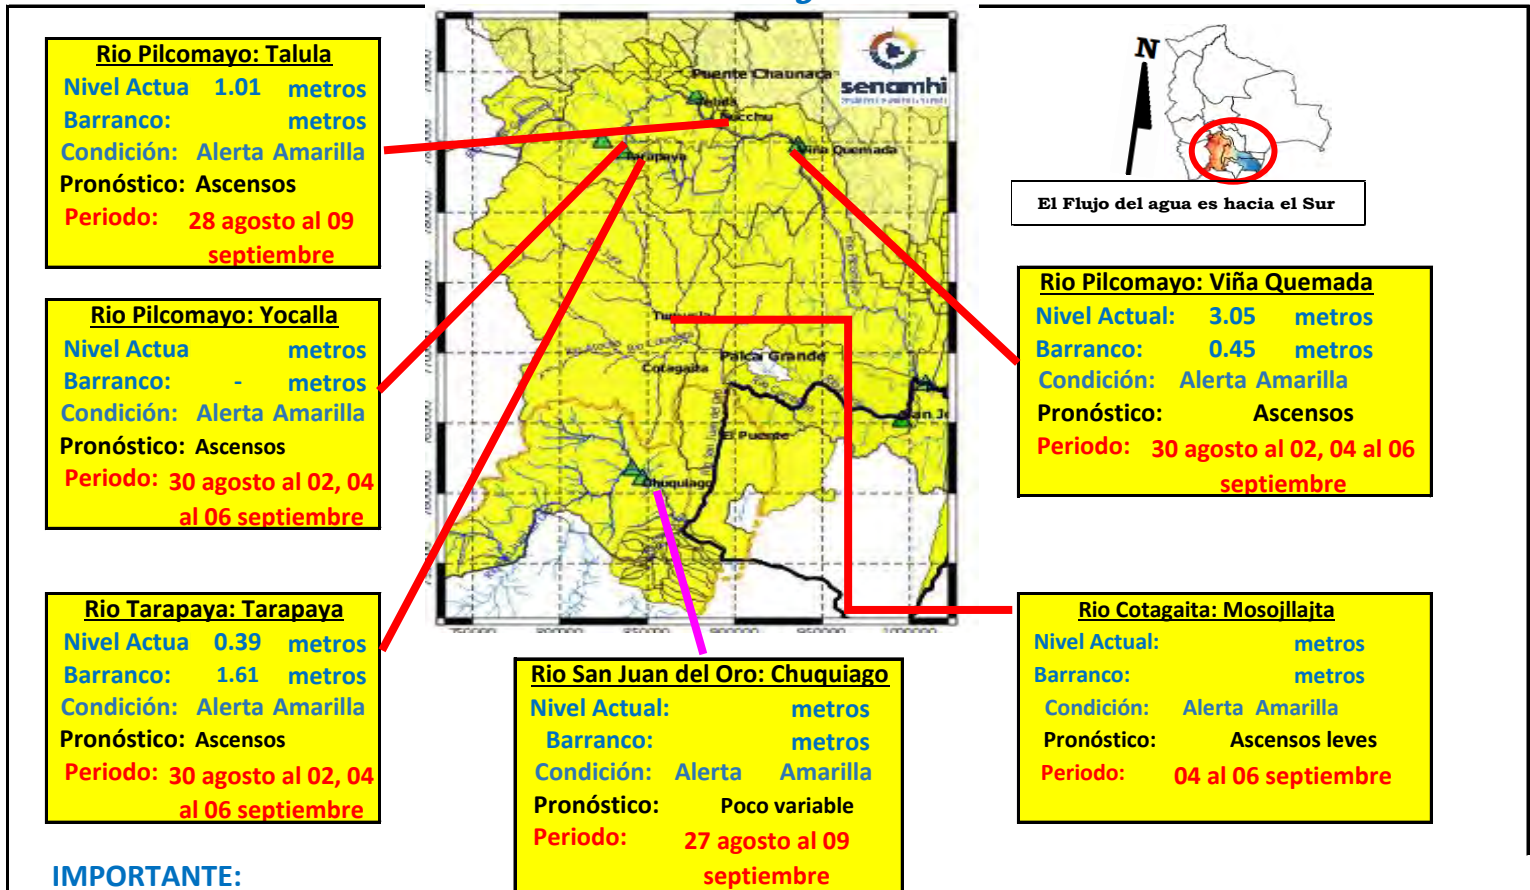 Rio Pilcomayo: Talula
Nivel Actua 1.01 metros
Barranco: metros
Condición: Alerta Amarilla
Pronóstico: Ascensos
Periodo: 28 agosto al 09
septiembre
Rio Pilcomayo: Yocalla
Nivel Actua metros
Barranco: - metros
Condición: Alerta Amarilla
Pronóstico: Ascensos
Periodo: 30 agosto al 02, 04
al 06 septiembre
Rio Tarapaya: Tarapaya
Nivel Actua 0.39 metros
Barranco: 1.61 metros
Condición: Alerta Amarilla
Pronóstico: Ascensos
Periodo: 30 agosto al 02, 04
al 06 septiembre
IMPORTANTE:
senamhi
Puente Chaunaca
Talula
Tarapaya
Viña Quemada
Palca Grande
Cotagaita
El Puente
Chuquiago
750000 800000 850000 900000 950000 1000000
Rio San Juan del Oro: Chuquiago
Nivel Actual: metros
Barranco: metros
Condición: Alerta Amarilla
Pronóstico: Poco variable
Periodo: 27 agosto al 09
septiembre
N
El Flujo del agua es hacia el Sur
Rio Pilcomayo: Viña Quemada
Nivel Actual: 3.05 metros
Barranco: 0.45 metros
Condición: Alerta Amarilla
Pronóstico: Ascensos
Periodo: 30 agosto al 02, 04 al 06
septiembre
Rio Cotagaita: Mosojllajta
Nivel Actual: metros
Barranco: metros
Condición: Alerta Amarilla
Pronóstico: Ascensos leves
Periodo: 04 al 06 septiembre